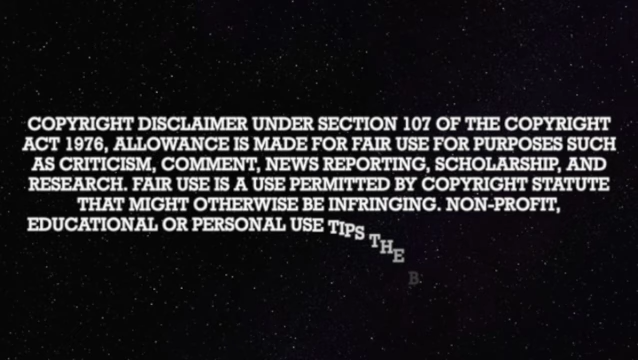 COPYRIGHT DISCLAIMER UNDER SECTION 107 OF THE COPYRIGHT
ACT 1976, ALLOWANCE IS MADE FOR FAIR USE FOR PURPOSES SUCH
AS CRITICISM, COMMENT, NEWS REPORTING, SCHOLARSHIP, AND
RESEARCH. FAIR USE IS A USE PERMITTED BY COPYRIGHT STATUTE
THAT MIGHT OTHERWISE BE INFRINGING. NON-PROFIT,
EDUCATIONAL OR PERSONAL USE TIPS THE B